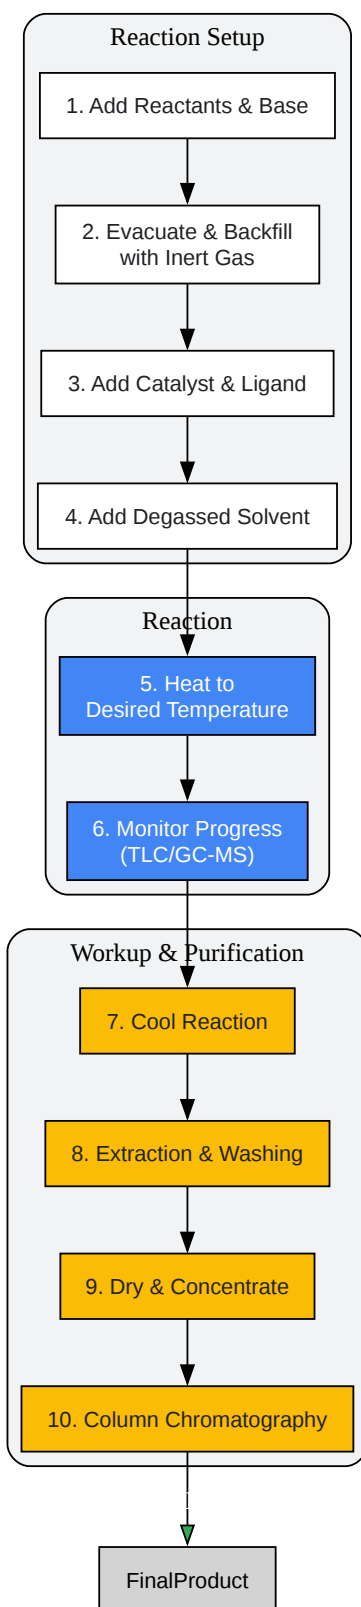 Reaction Setup
1. Add Reactants & Base
2. Evacuate & Backfill
with Inert Gas
3. Add Catalyst & Ligand
4. Add Degassed Solvent
Reaction
5. Heat to
Desired Temperature
6. Monitor Progress
(TLC/GC-MS)
Workup & Purification
7. Cool Reaction
8. Extraction & Washing
9. Dry & Concentrate
10. Column Chromatography
FinalProduct